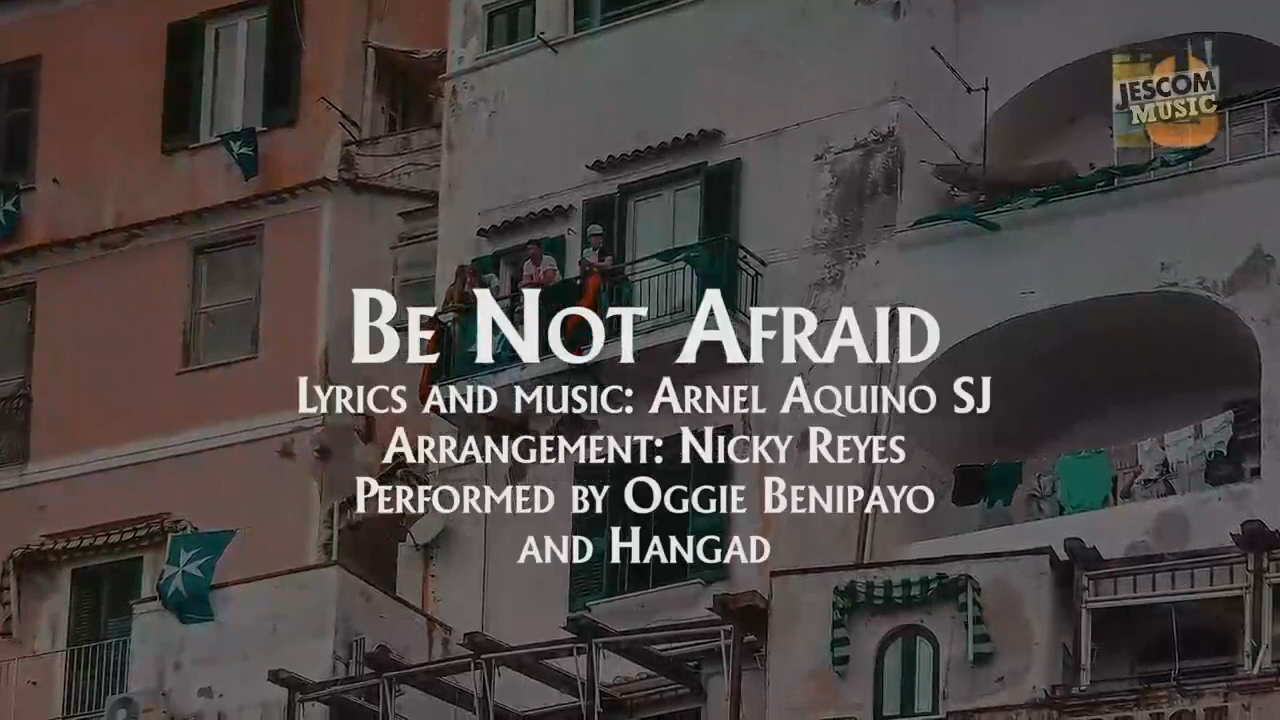 JESCOM
MUSIC
Be Not Afraid
Lyrics and music: Arnel Aquino SJ
Arrangement: Nicky Reyes
Performed by Oggie Benipayo
and Hangad